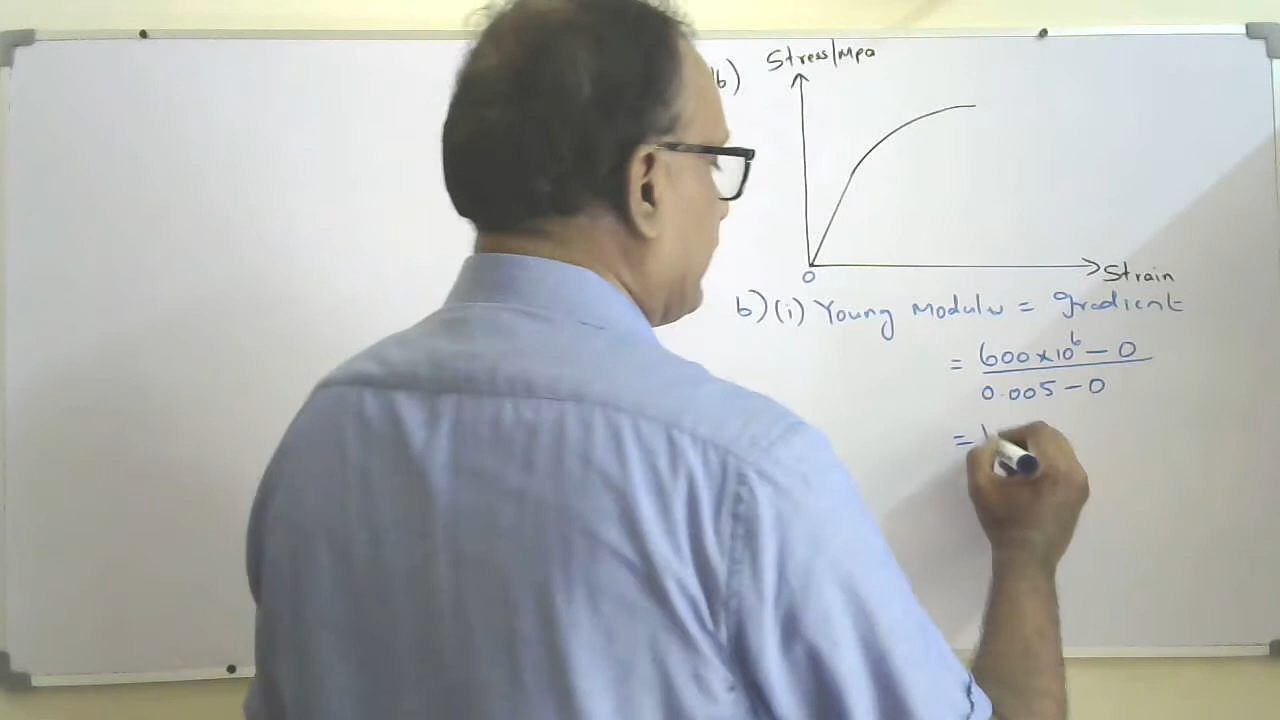 b)
Stress/Mpa
0
Strain
b) (i) Young Modulu = gradient
= 600×10⁶ – 0
0.005 – 0
=